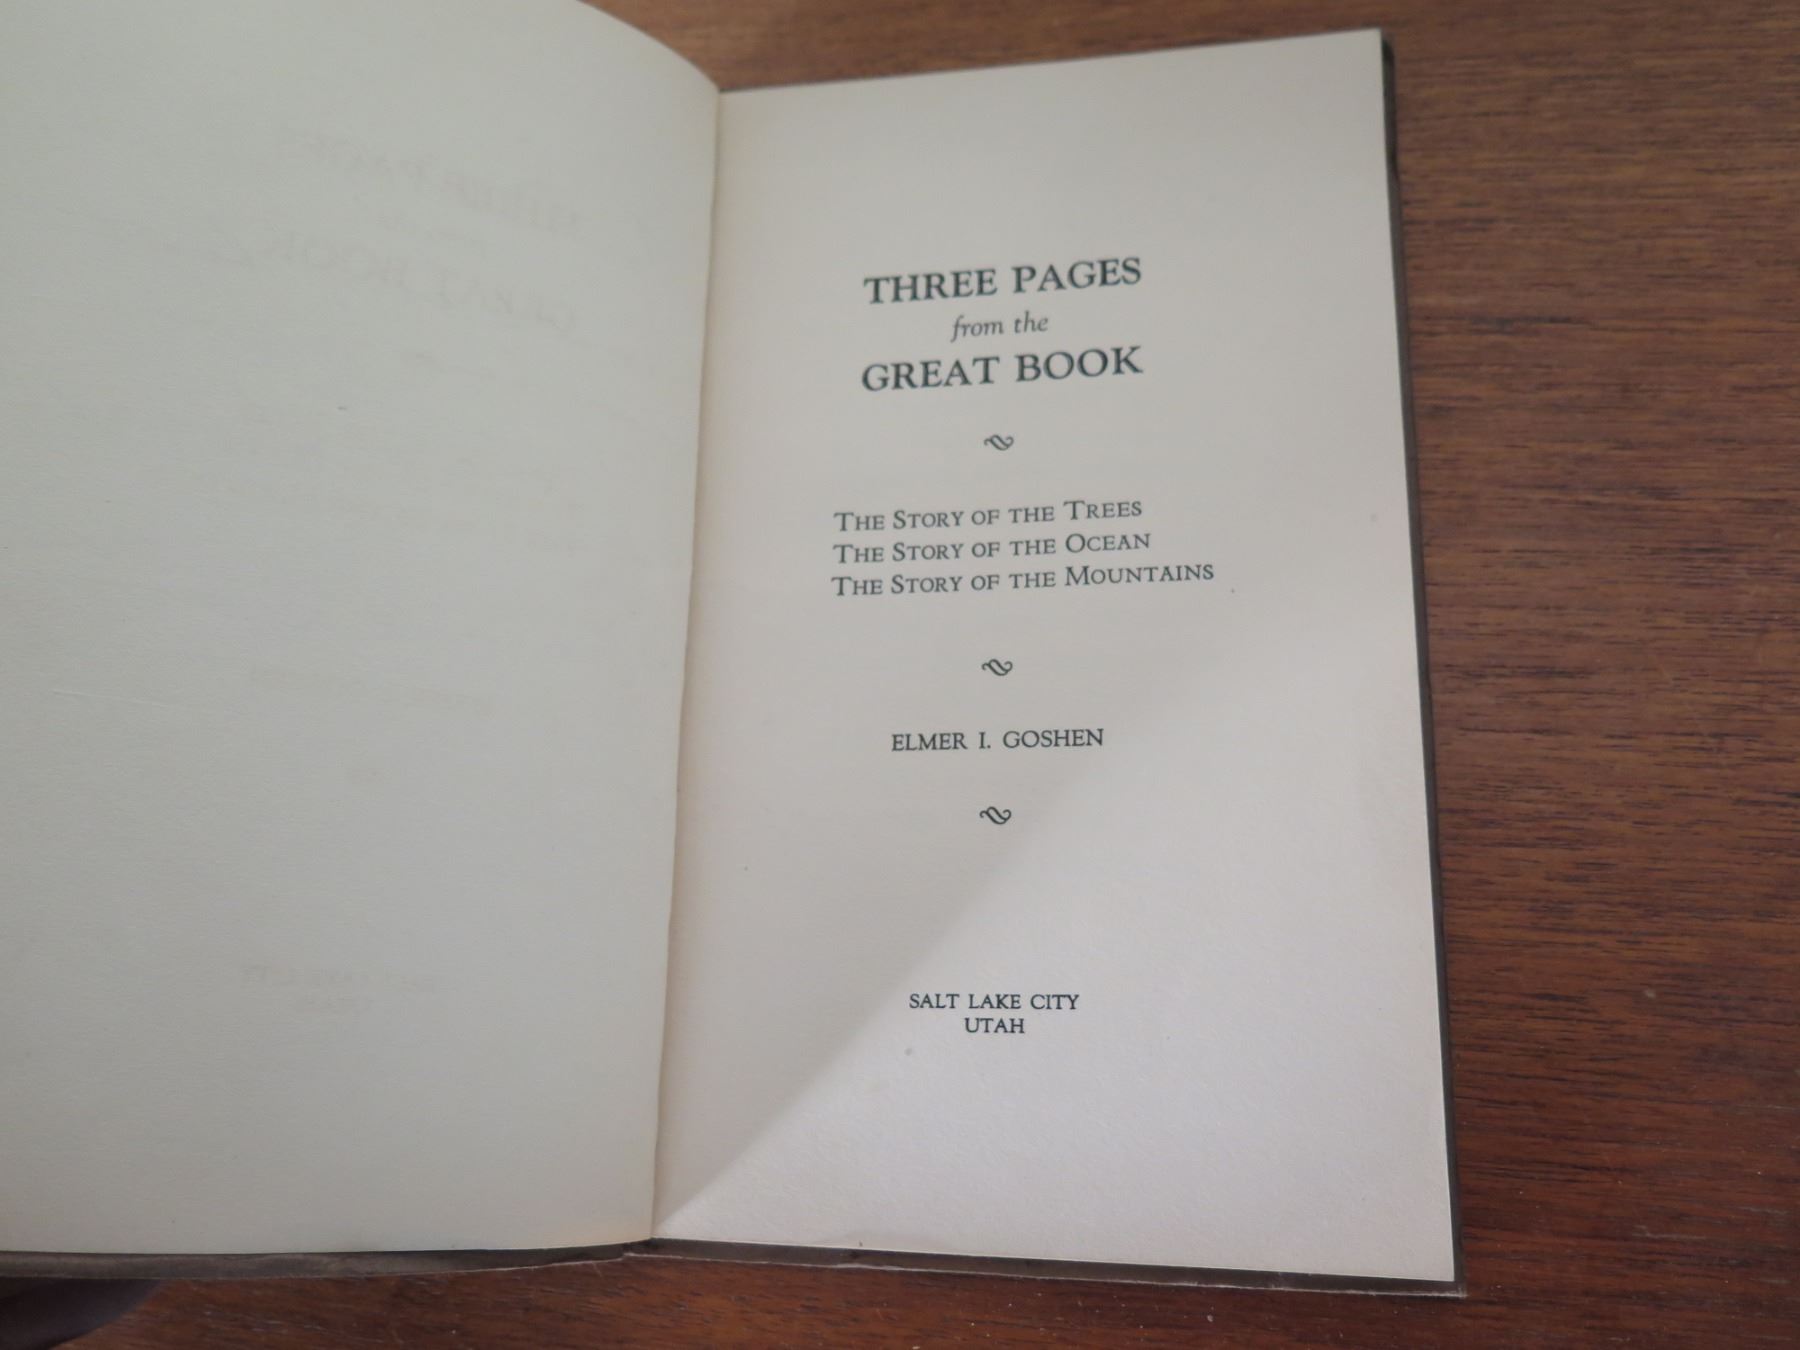 THREE PAGES
from the
GREAT BOOK
THE STORY OF THE TREES
THE STORY OF THE OCEAN
THE STORY OF THE MOUNTAINS
ELMER I. GOSHEN
SALT LAKE CITY
UTAH